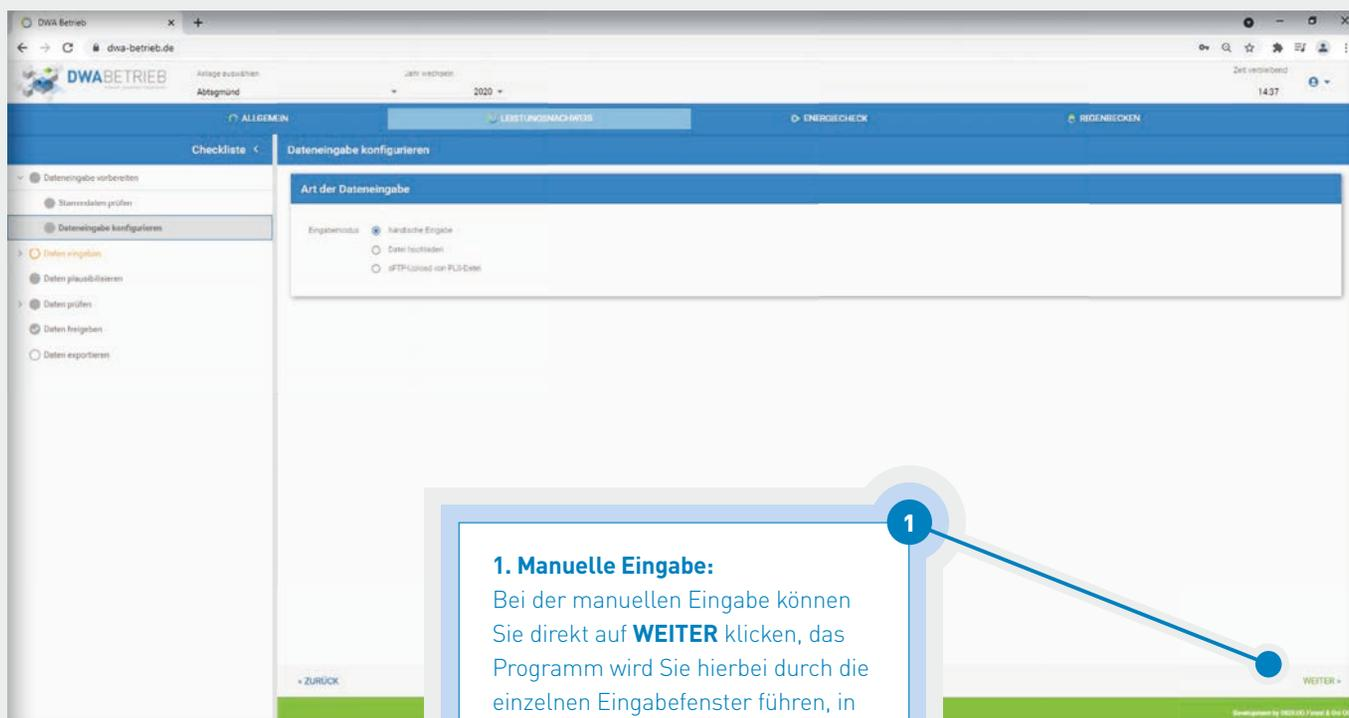 DWA Betrieb
dwa-betrieb.de
DWABETRIEB
Anlage auswählen
Abtsgmünd
Jahr wechseln
2020
Zeit verbleibend
14:37
ALLGEMEIN
LEISTUNGSNACHWEIS
ENERGIECHECK
REGENBECKEN
Checkliste
Dateneingabe konfigurieren
Dateneingabe vorbereiten
Stammdaten prüfen
Dateneingabe konfigurieren
Daten eingeben
Daten plausibilisieren
Daten prüfen
Daten freigeben
Daten exportieren
Art der Dateneingabe
Eingabemodus händische Eingabe
Datei hochladen
sFTP-Upload von PLS-Datei
1
1. Manuelle Eingabe:
Bei der manuellen Eingabe können
Sie direkt auf WEITER klicken, das
Programm wird Sie hierbei durch die
einzelnen Eingabefenster führen, in
« ZURÜCK
WEITER »
Development by